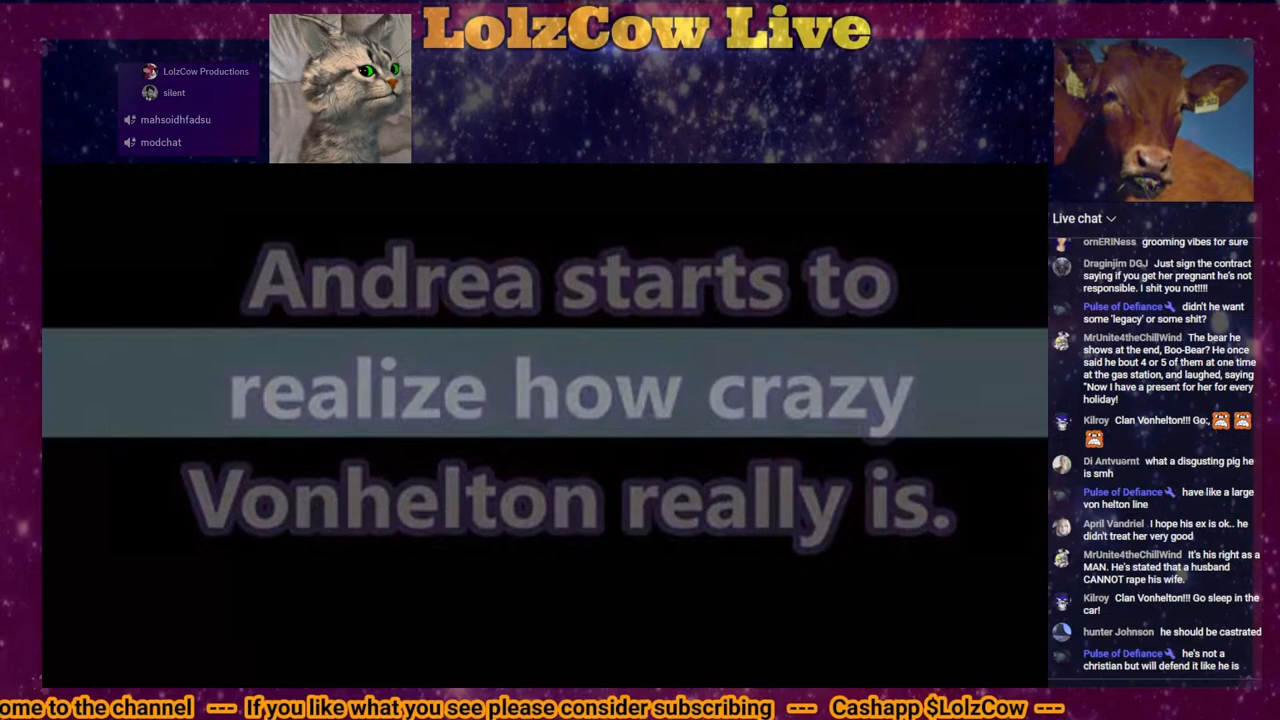 LolzCow Live
LolzCow Productions
silent
mahsoidhfadsu
modchat
Andrea starts to
realize how crazy
Vonhelton really is.
Live chat
ornERINess grooming vibes for sure
Draginjim DGJ Just sign the contract
saying if you get her pregnant he's not
responsible. I shit you not!!!!
Pulse of Defiance didn't he want
some 'legacy' or some shit?
MrUnite4theChillWind The bear he
shows at the end, Boo-Bear? He once
said he bout 4 or 5 of them at one time
at the gas station, and laughed, saying
"Now I have a present for her for every
holiday!
Kilroy Clan Vonhelton!!! Go:,
Di Antvuørnt what a disgusting pig he
is smh
Pulse of Defiance have like a large
von helton line
April Vandriel I hope his ex is ok.. he
didn't treat her very good
MrUnite4theChillWind It's his right as a
MAN. He's stated that a husband
CANNOT rape his wife.
Kilroy Clan Vonhelton!!! Go sleep in the
car!
hunter Johnson he should be castrated
Pulse of Defiance he's not a
christian but will defend it like he is
ome to the channel --- If you like what you see please consider subscribing --- Cashapp $LolzCow ---